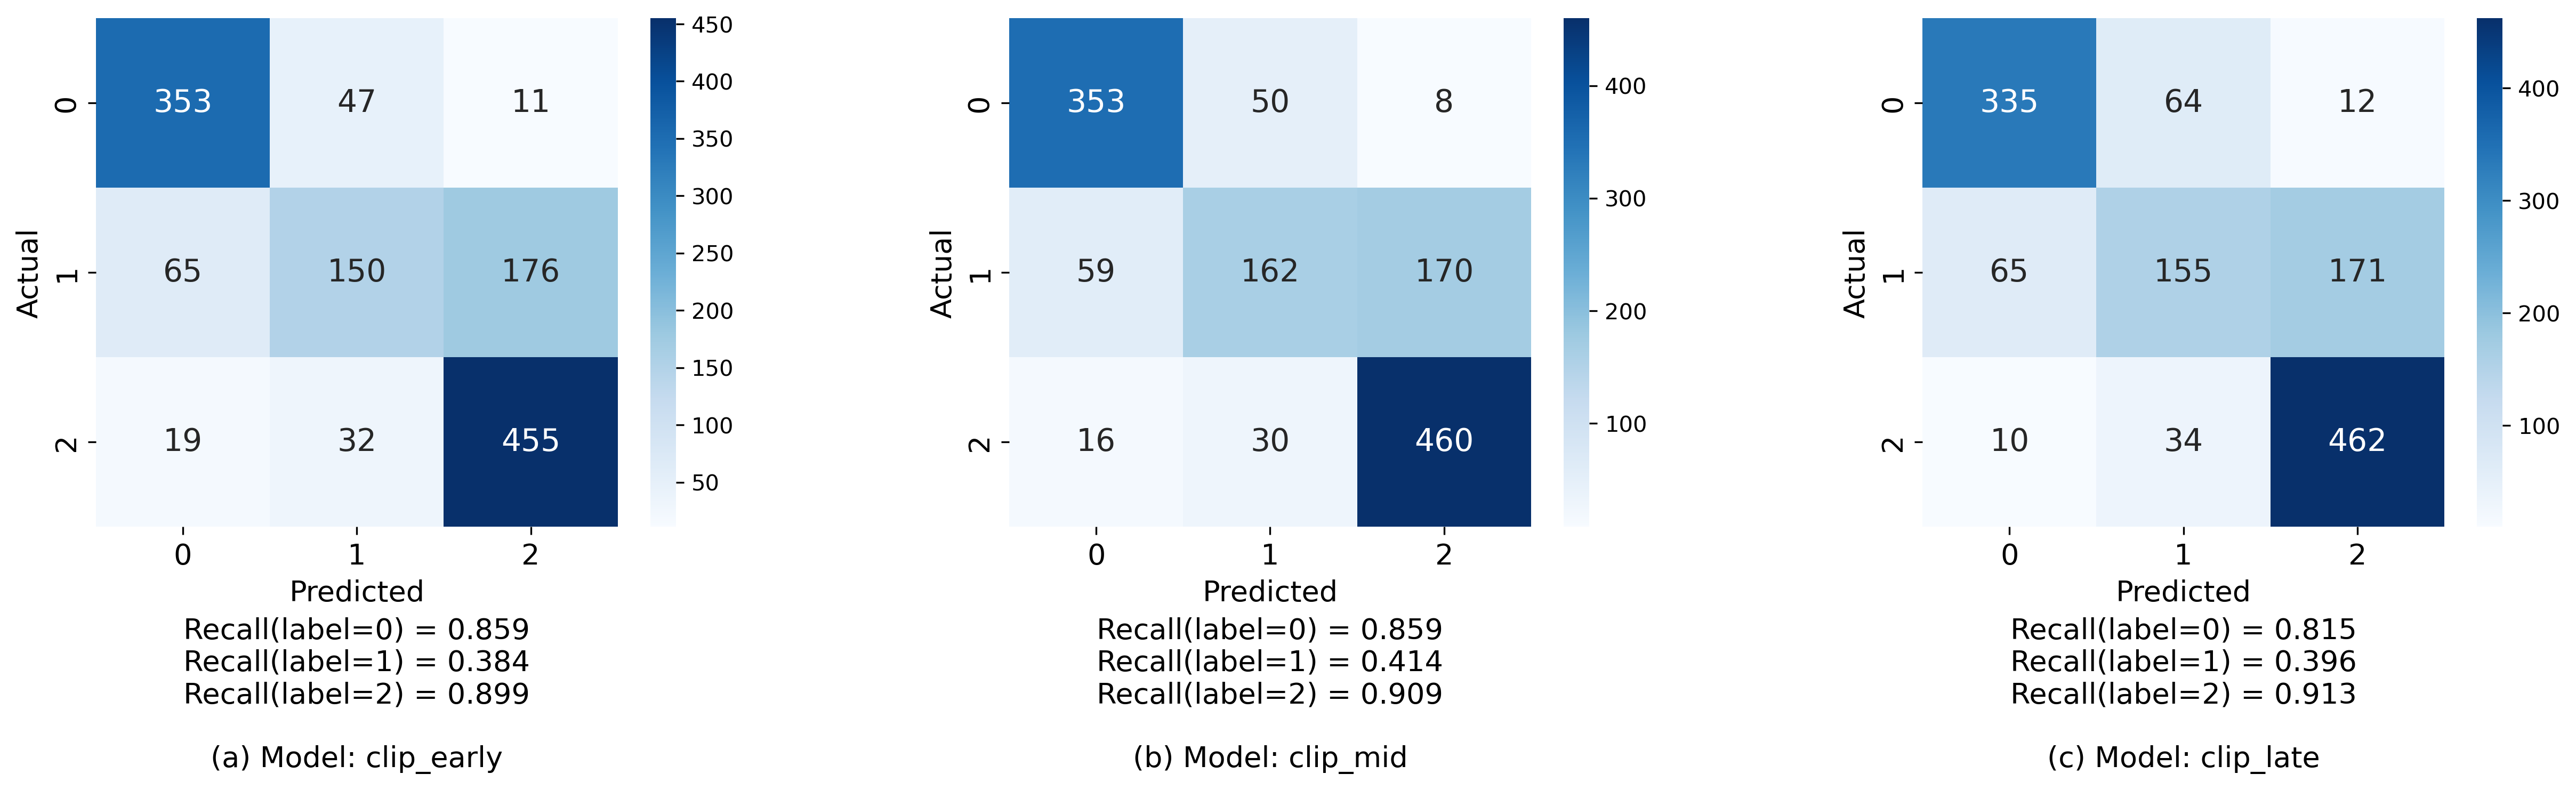 353 47 11
65 150 176
19 32 455
0
1
2
Actual
0 1 2
Predicted
450
400
350
300
250
200
150
100
50
Recall(label=0) = 0.859
Recall(label=1) = 0.384
Recall(label=2) = 0.899
(a) Model: clip_early
353 50 8
59 162 170
16 30 460
0
1
2
Actual
0 1 2
Predicted
400
300
200
100
Recall(label=0) = 0.859
Recall(label=1) = 0.414
Recall(label=2) = 0.909
(b) Model: clip_mid
335 64 12
65 155 171
10 34 462
0
1
2
Actual
0 1 2
Predicted
400
300
200
100
Recall(label=0) = 0.815
Recall(label=1) = 0.396
Recall(label=2) = 0.913
(c) Model: clip_late